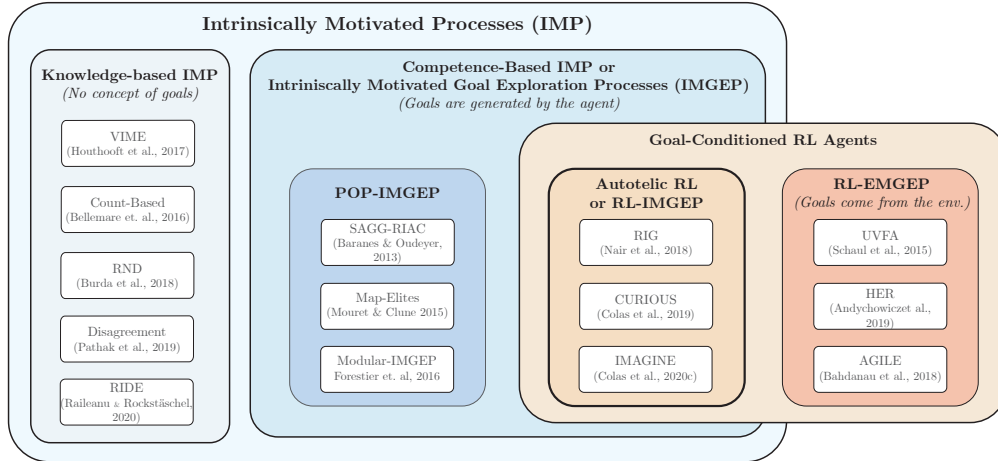 Intrinsically Motivated Processes (IMP)
Knowledge-based IMP
(No concept of goals)
VIME
(Houthooft et al., 2017)
Count-Based
(Bellemare et. al., 2016)
RND
(Burda et al., 2018)
Disagreement
(Pathak et al., 2019)
RIDE
(Raileanu & Rockstäschel,
2020)
Competence-Based IMP or
Intriniscally Motivated Goal Exploration Processes (IMGEP)
(Goals are generated by the agent)
POP-IMGEP
SAGG-RIAC
(Baranes & Oudeyer,
2013)
Map-Elites
(Mouret & Clune 2015)
Modular-IMGEP
Forestier et. al, 2016
Goal-Conditioned RL Agents
Autotelic RL
or RL-IMGEP
RIG
(Nair et al., 2018)
CURIOUS
(Colas et al., 2019)
IMAGINE
(Colas et al., 2020c)
RL-EMGEP
(Goals come from the env.)
UVFA
(Schaul et al., 2015)
HER
(Andychowiczet al.,
2019)
AGILE
(Bahdanau et al., 2018)